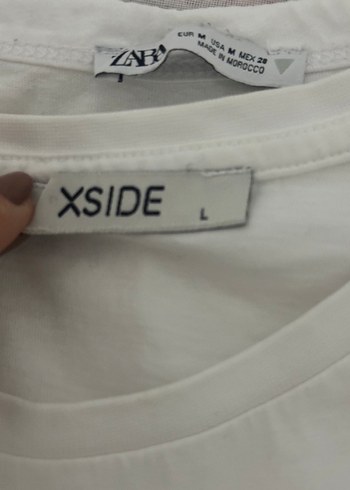 ZARA
EUR M USA M MEX 28
MADE IN MOROCCO
XSIDE
L